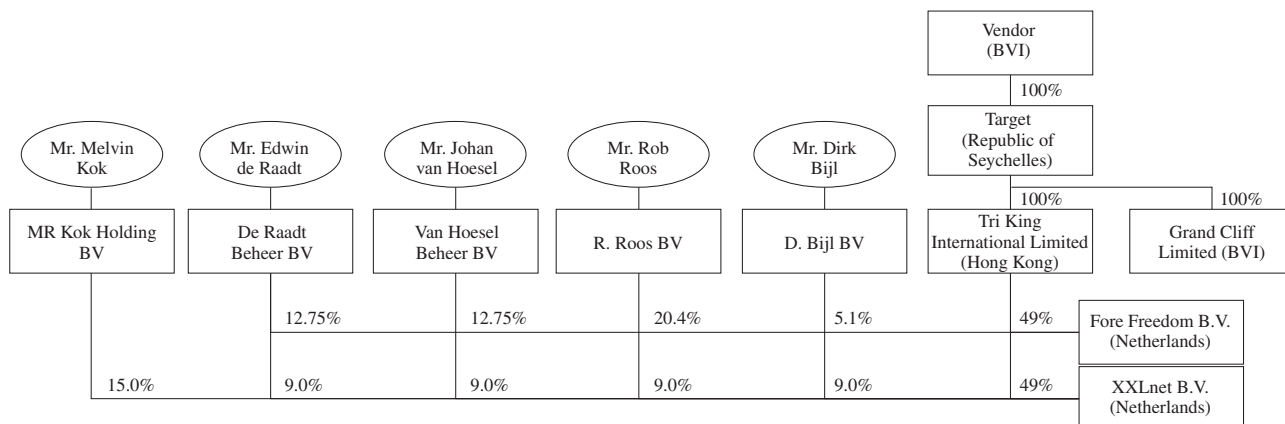 Vendor
(BVI)
100%
Target
(Republic of
Seychelles)
Mr. Melvin
Kok
Mr. Edwin
de Raadt
Mr. Johan
van Hoesel
Mr. Rob
Roos
Mr. Dirk
Bijl
100%
100%
MR Kok Holding
BV
De Raadt
Beheer BV
Van Hoesel
Beheer BV
R. Roos BV
D. Bijl BV
Tri King
International Limited
(Hong Kong)
Grand Cliff
Limited (BVI)
12.75%
12.75%
20.4%
5.1%
49%
Fore Freedom B.V.
(Netherlands)
15.0%
9.0%
9.0%
9.0%
9.0%
49%
XXLnet B.V.
(Netherlands)